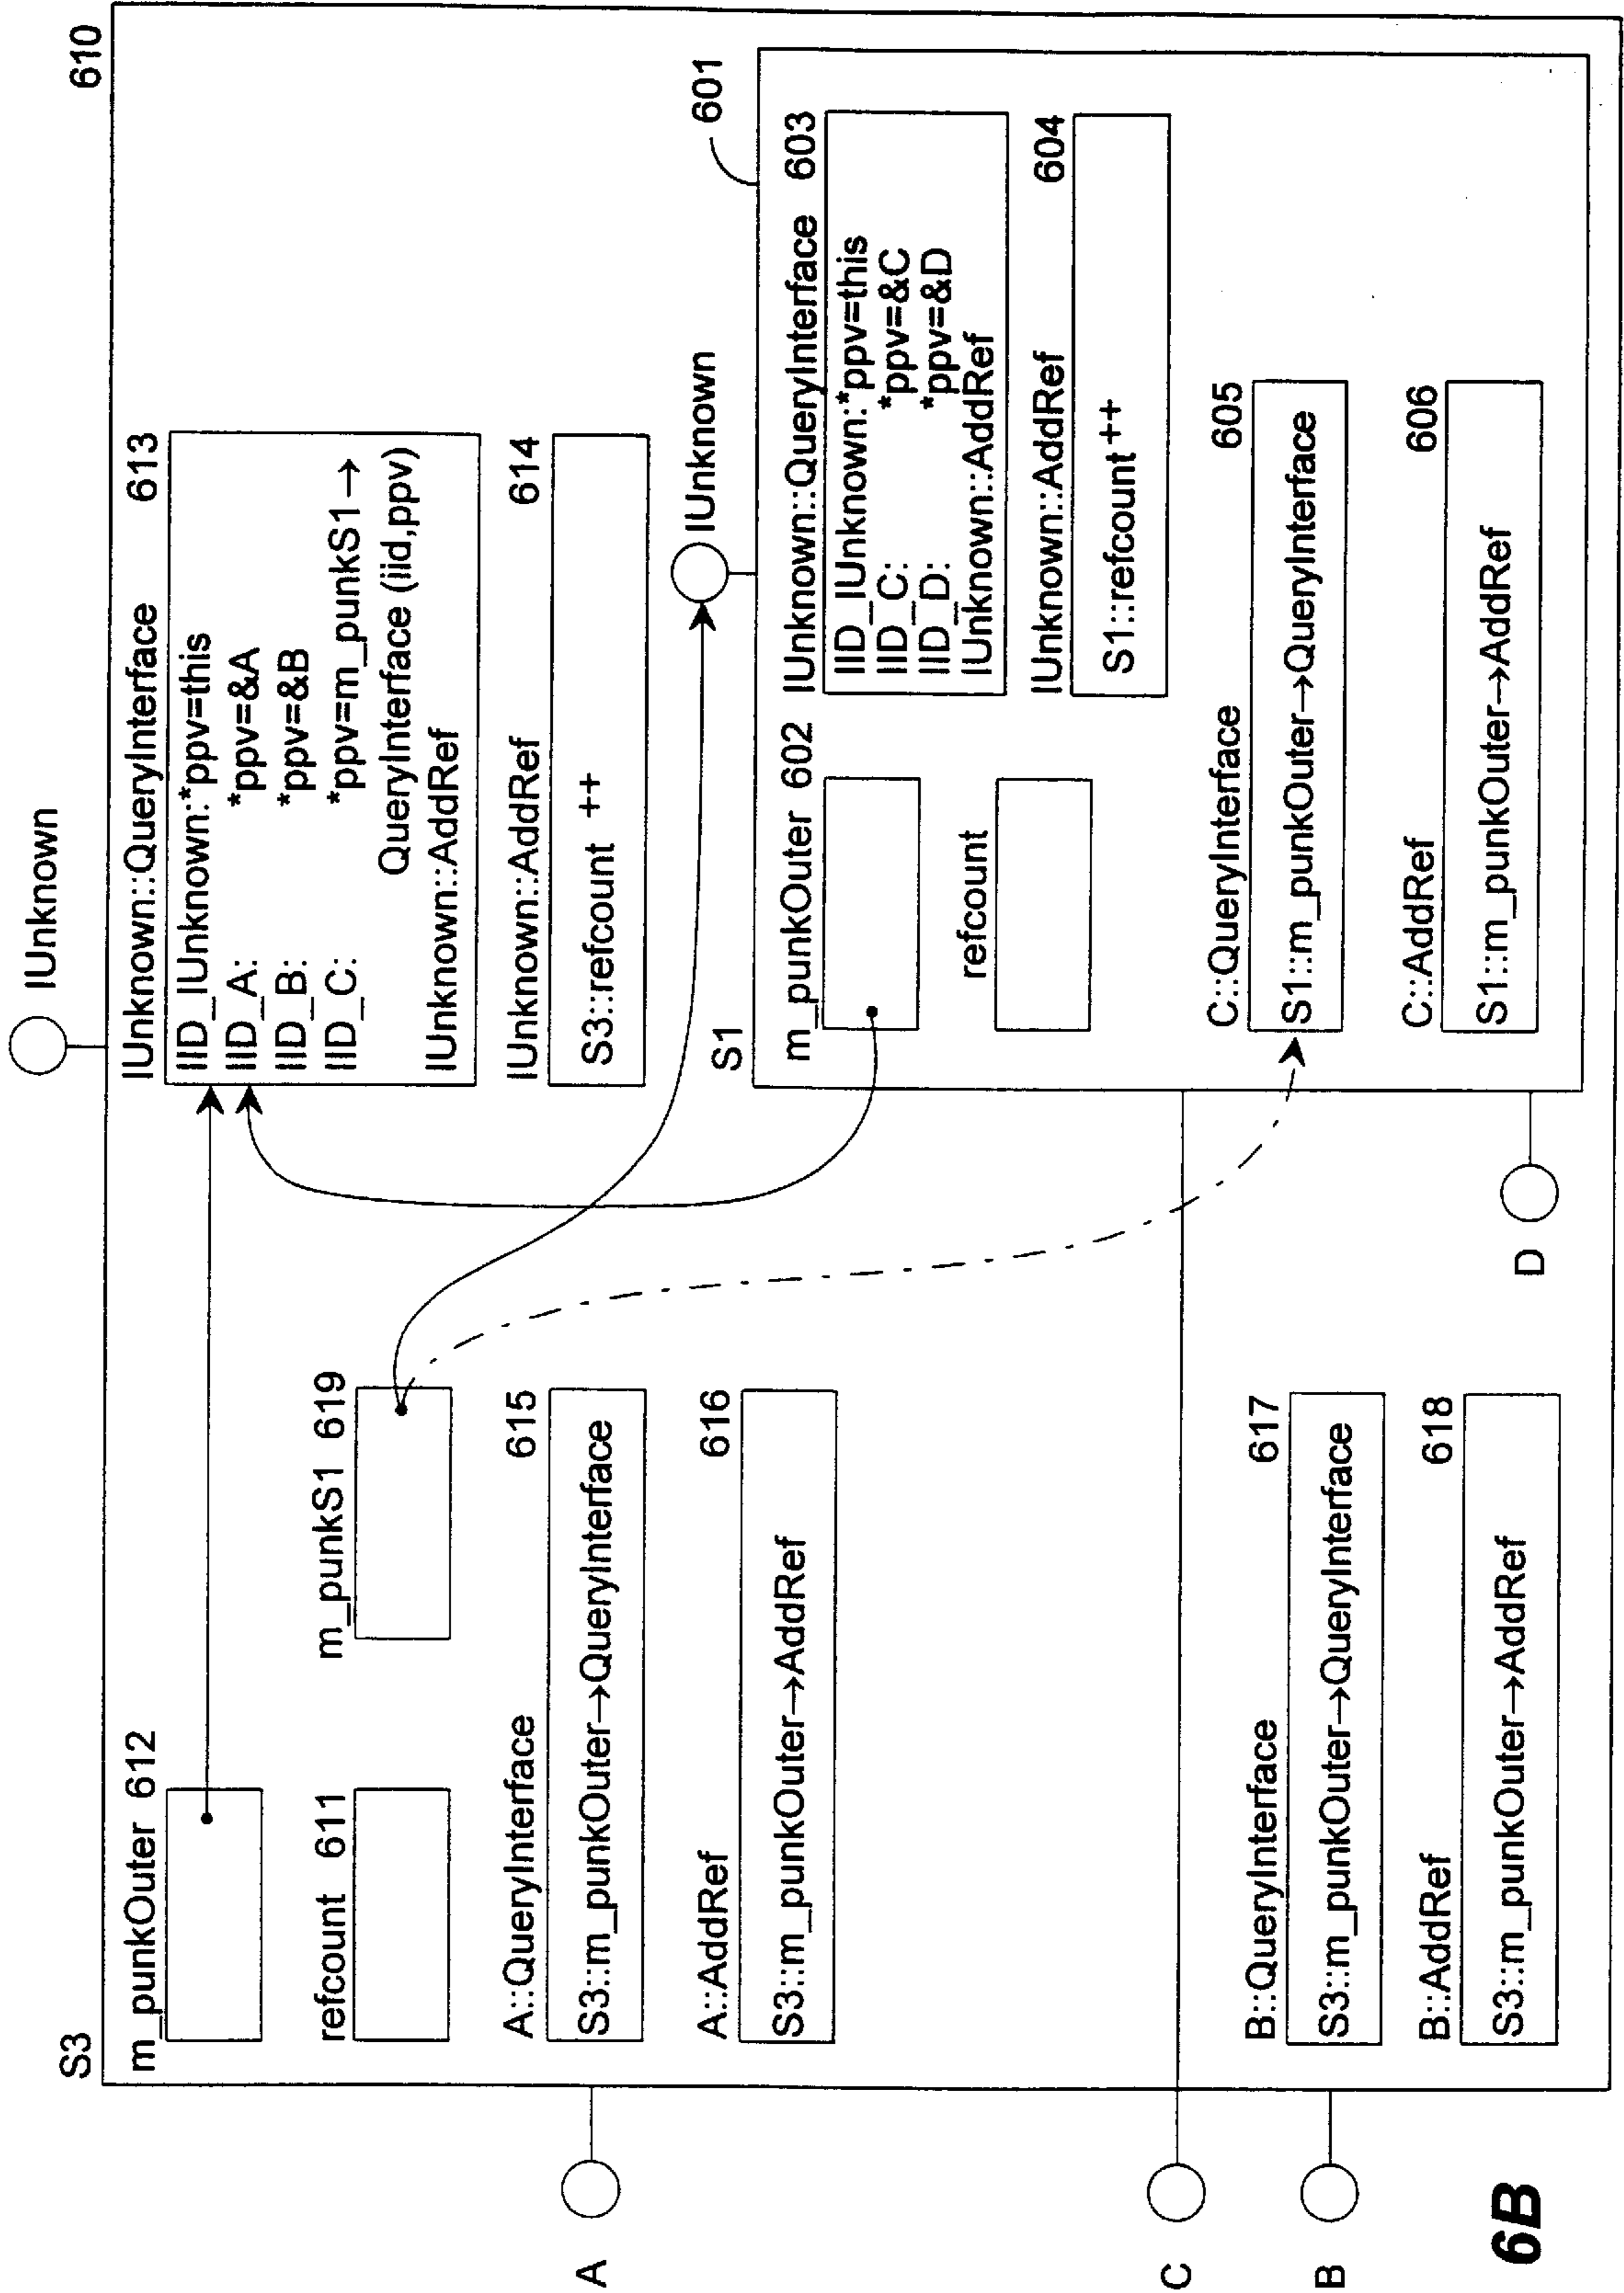 IUnknown
S3
610
m_punkOuter 612
refcount 611
m_punkS1 619
IUnknown::QueryInterface 613
IID_IUnknown:*ppv=this
IID_A: *ppv=&A
IID_B: *ppv=&B
IID_C: *ppv=m_punkS1→
QueryInterface (iid,ppv)
IUnknown::AddRef
IUnknown::AddRef 614
S3::refcount ++
A::QueryInterface 615
S3::m_punkOuter→QueryInterface
A::AddRef 616
S3::m_punkOuter→AddRef
A
IUnknown
601
S1
m_punkOuter 602
refcount
IUnknown::QueryInterface 603
IID_IUnknown:*ppv=this
IID_C: *ppv=&C
IID_D: *ppv=&D
IUnknown::AddRef
IUnknown::AddRef 604
S1::refcount++
C::QueryInterface 605
S1::m_punkOuter→QueryInterface
C::AddRef 606
S1::m_punkOuter→AddRef
C
D
B::QueryInterface 617
S3::m_punkOuter→QueryInterface
B::AddRef 618
S3::m_punkOuter→AddRef
B
6B